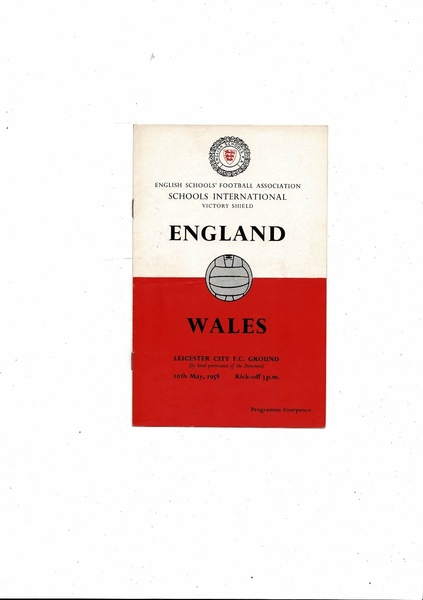 ENGLISH SCHOOLS' FOOTBALL ASSOCIATION
SCHOOLS INTERNATIONAL
VICTORY SHIELD
ENGLAND
WALES
LEICESTER CITY F.C. GROUND
(by kind permission of the Directors)
10th May, 1958 Kick-off 3 p.m.
Programme fourpence